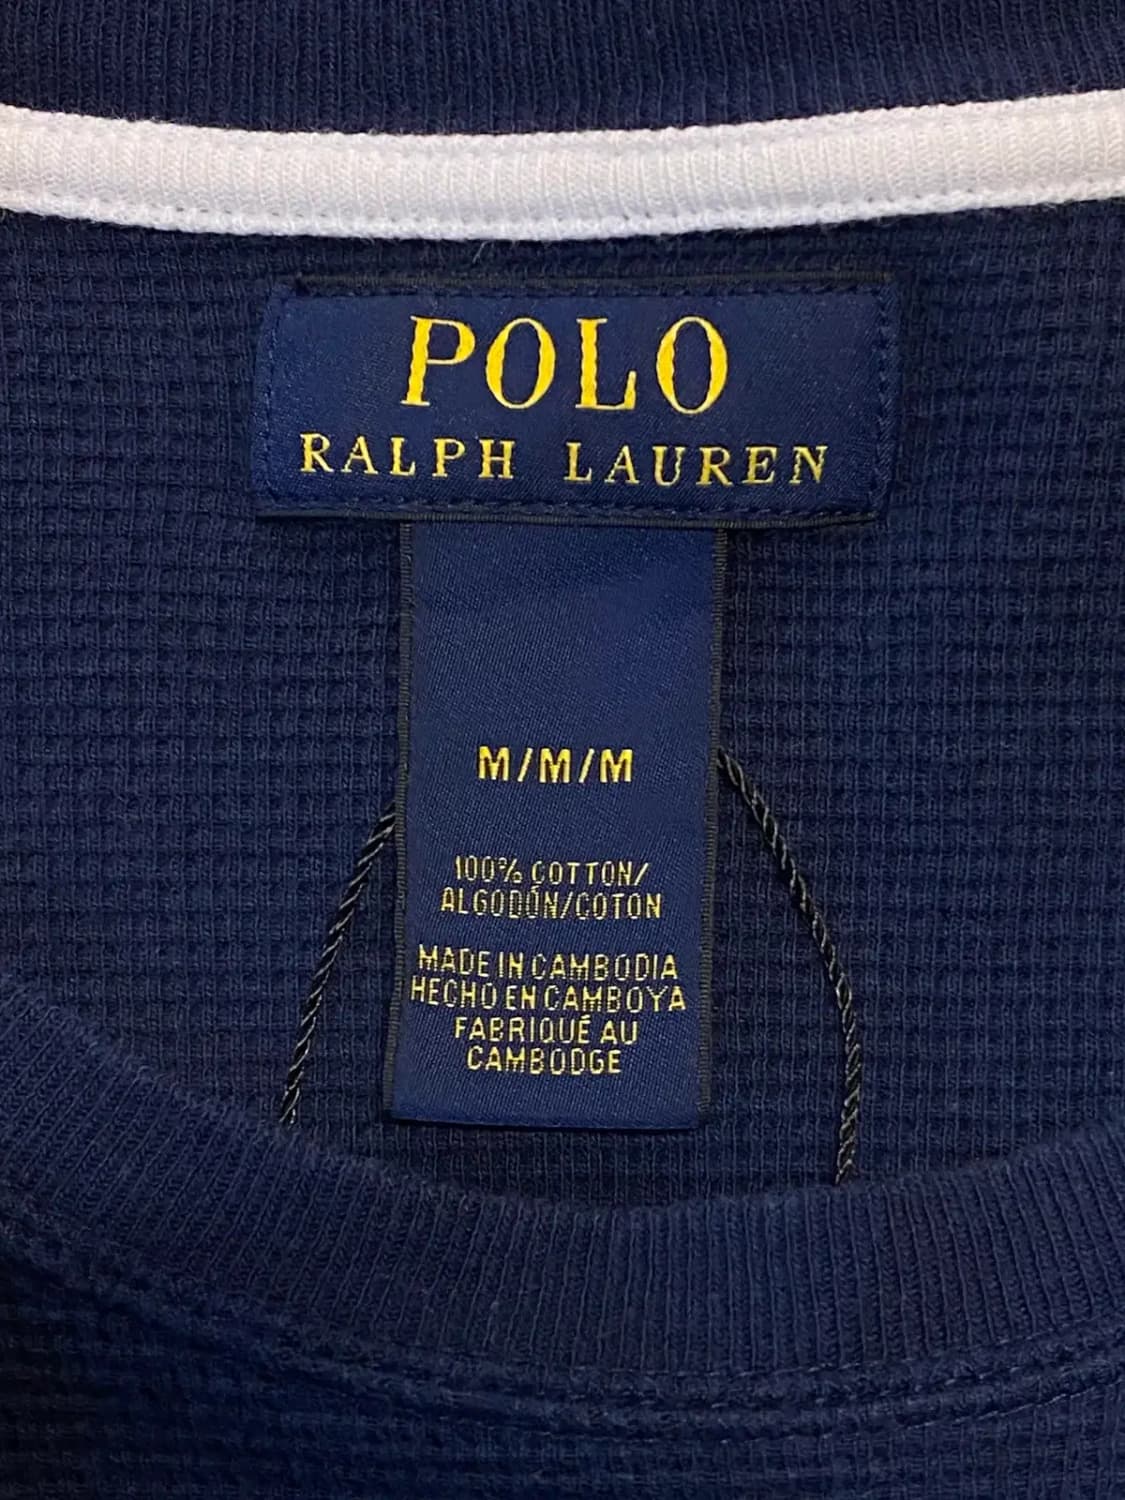 POLO
RALPH LAUREN
M/M/M
100% COTTON/
ALGODÓN/COTON
MADE IN CAMBODIA
HECHO EN CAMBOYA
FABRIQUÉ AU
CAMBODGE